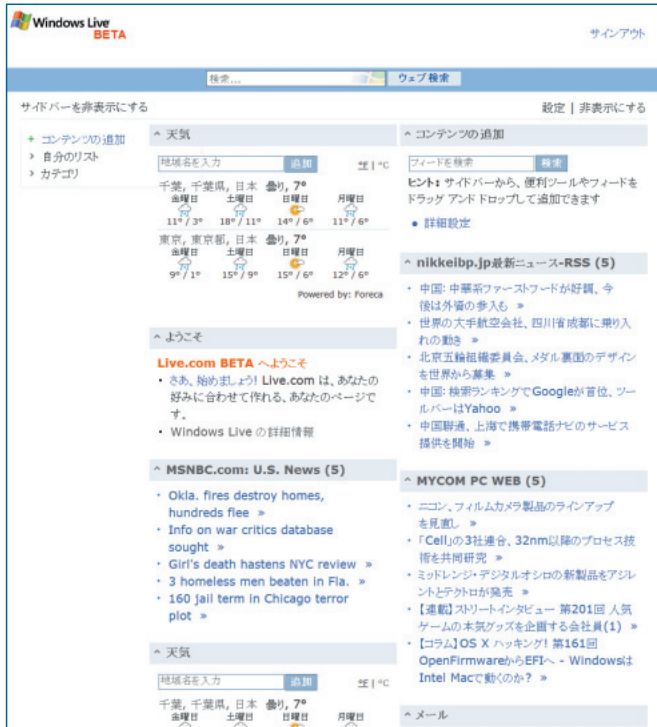 Windows Live
BETA
サインアウト
検索...
ウェブ検索
サイドバーを非表示にする
設定 | 非表示にする
+ コンテンツの追加
› 自分のリスト
› カテゴリ
^ 天気
地域名を入力
追加
°F | °C
千葉, 千葉県, 日本 曇り, 7°
金曜日 土曜日 日曜日 月曜日
11° / 3° 18° / 11° 14° / 6° 11° / 6°
東京, 東京都, 日本 曇り, 7°
金曜日 土曜日 日曜日 月曜日
9° / 1° 15° / 9° 15° / 6° 12° / 6°
Powered by: Foreca
^ ようこそ
Live.com BETA へようこそ
• さあ、始めましょう! Live.com は、あなたの
好みに合わせて作れる、あなたのページで
す。
• Windows Live の詳細情報
^ MSNBC.com: U.S. News (5)
・ Okla. fires destroy homes,
hundreds flee »
・ Info on war critics database
sought »
・ Girl's death hastens NYC review »
・ 3 homeless men beaten in Fla. »
・ 160 jail term in Chicago terror
plot »
^ 天気
地域名を入力
追加
°F | °C
千葉, 千葉県, 日本 曇り, 7°
金曜日 土曜日 日曜日 月曜日
^ コンテンツの追加
フィードを検索
検索
ヒント: サイドバーから、便利ツールやフィードを
ドラッグ アンド ドロップして追加できます
• 詳細設定
^ nikkeibp.jp最新ニュース-RSS (5)
・ 中国: 中華系ファーストフードが好調、今
後は外資の参入も »
・ 世界の大手航空会社、四川省成都に乗り入
れの動き »
・ 北京五輪組織委員会、メダル裏面のデザイン
を世界から募集 »
・ 中国: 検索ランキングでGoogleが首位、ツー
ルバーはYahoo »
・ 中国聯通、上海で携帯電話ナビのサービス
提供を開始 »
^ MYCOM PC WEB (5)
・ ニコン、フィルムカメラ製品のラインアップ
を見直し »
・ 「Cell」の3社連合、32nm以降のプロセス技
術を共同研究 »
・ ミッドレンジ・デジタルオシロの新製品をアジレ
ントとテクトロが発売 »
・ 【連載】ストリートインタビュー 第201回 人気
ゲームの本気グッズを企画する会社員(1) »
・ 【コラム】OS X ハッキング! 第161回
OpenFirmwareからEFIへ - Windowsは
Intel Macで動くのか? »
^ メール